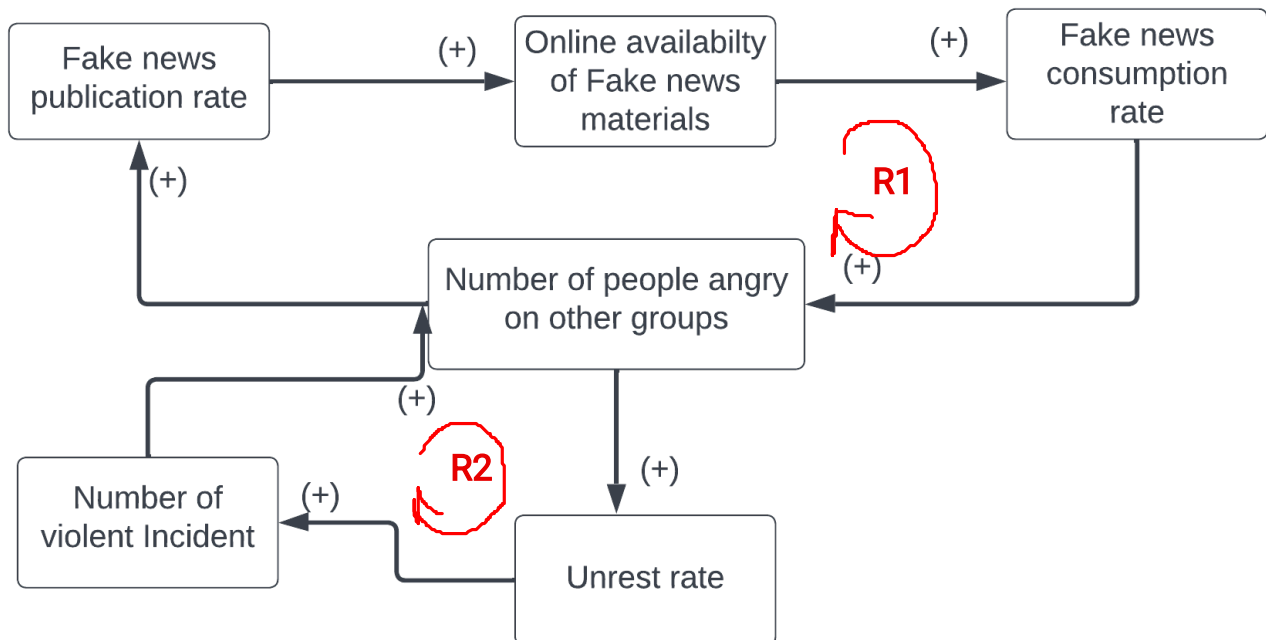 Fake news
publication rate
(+)
Online availabilty
of Fake news
materials
(+)
Fake news
consumption
rate
(+)
R1
(+)
Number of people angry
on other groups
(+)
R2
(+)
(+)
Number of
violent Incident
Unrest rate